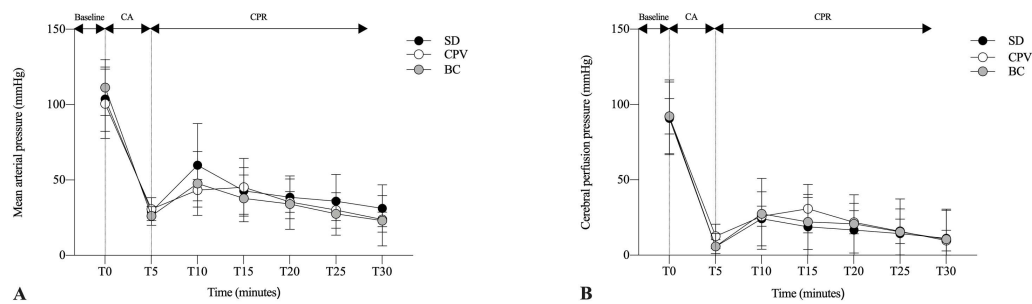 Baseline CA CPR
150
100
50
0
Mean arterial pressure (mmHg)
SD
CPV
BC
T0 T5 T10 T15 T20 T25 T30
Time (minutes)
A
Baseline CA CPR
150
100
50
0
Cerebral perfusion pressure (mmHg)
SD
CPV
BC
T0 T5 T10 T15 T20 T25 T30
Time (minutes)
B